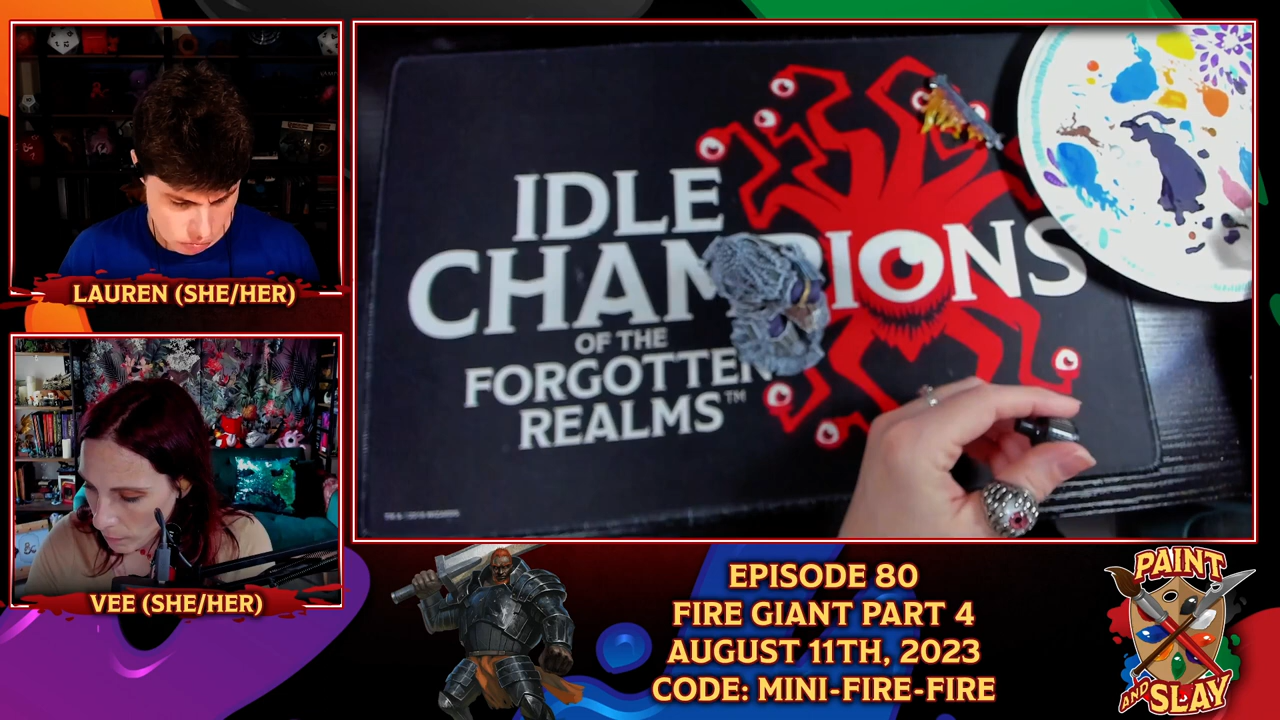 LAUREN (SHE/HER)
VEE (SHE/HER)
IDLE
CHAMPIONS
OF THE
FORGOTTEN
REALMS™
EPISODE 80
FIRE GIANT PART 4
AUGUST 11TH, 2023
CODE: MINI-FIRE-FIRE
PAINT
AND SLAY